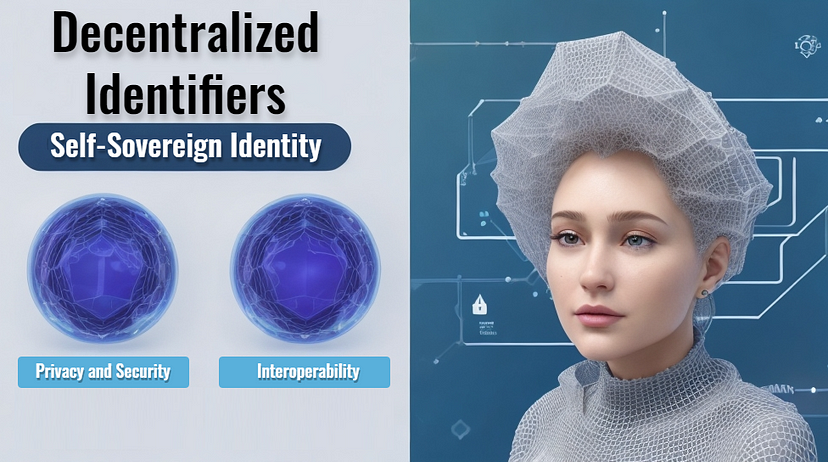 Decentralized
Identifiers
Self-Sovereign Identity
Privacy and Security
Interoperability